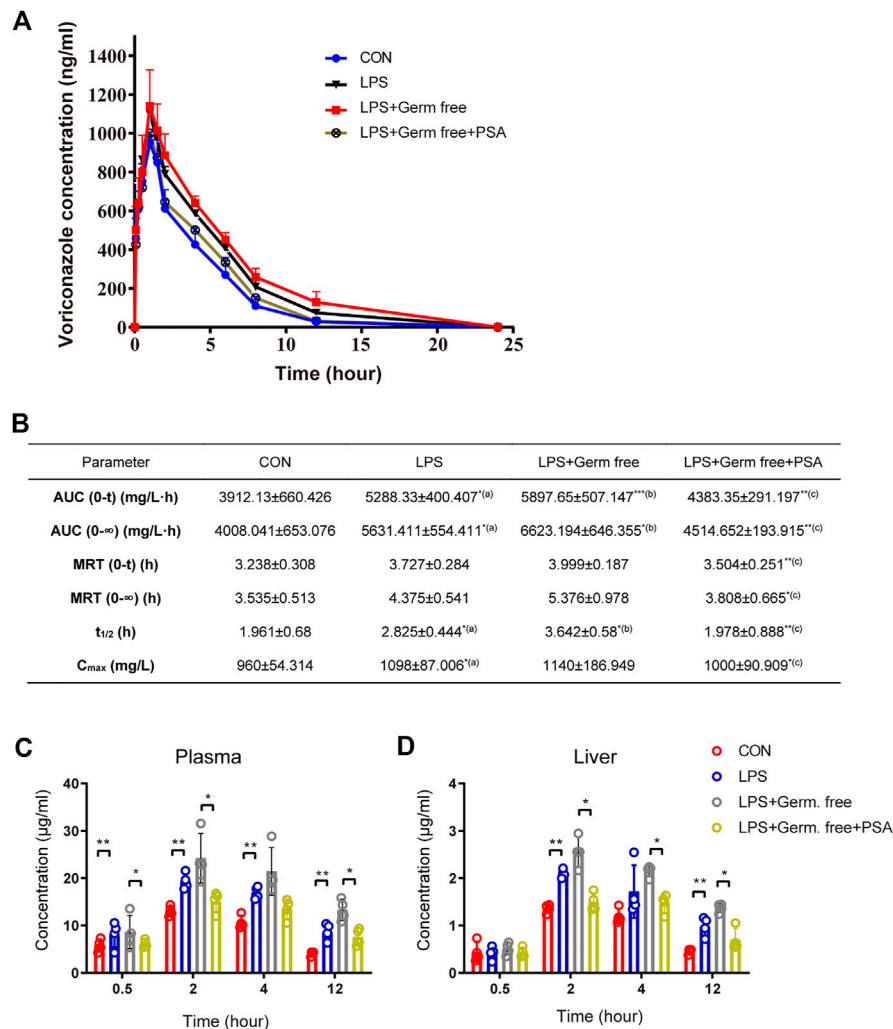 A
Voriconazole concentration (ng/ml)
1400
1200
1000
800
600
400
200
0
0 5 10 15 20 25
Time (hour)
CON
LPS
LPS+Germ free
LPS+Germ free+PSA
B
Parameter CON LPS LPS+Germ free LPS+Germ free+PSA
AUC (0-t) (mg/L·h) 3912.13±660.426 5288.33±400.407*(a) 5897.65±507.147***(b) 4383.35±291.197**(c)
AUC (0-∞) (mg/L·h) 4008.041±653.076 5631.411±554.411*(a) 6623.194±646.355*(b) 4514.652±193.915**(c)
MRT (0-t) (h) 3.238±0.308 3.727±0.284 3.999±0.187 3.504±0.251**(c)
MRT (0-∞) (h) 3.535±0.513 4.375±0.541 5.376±0.978 3.808±0.665*(c)
t1/2 (h) 1.961±0.68 2.825±0.444*(a) 3.642±0.58*(b) 1.978±0.888**(c)
Cmax (mg/L) 960±54.314 1098±87.006*(a) 1140±186.949 1000±90.909*(c)
C
Plasma
Concentration (μg/ml)
40
30
20
10
0
** * ** * ** ** *
0.5 2 4 12
Time (hour)
D
Liver
Concentration (μg/ml)
4
3
2
1
0
** * * ** *
0.5 2 4 12
Time (hour)
CON
LPS
LPS+Germ. free
LPS+Germ. free+PSA